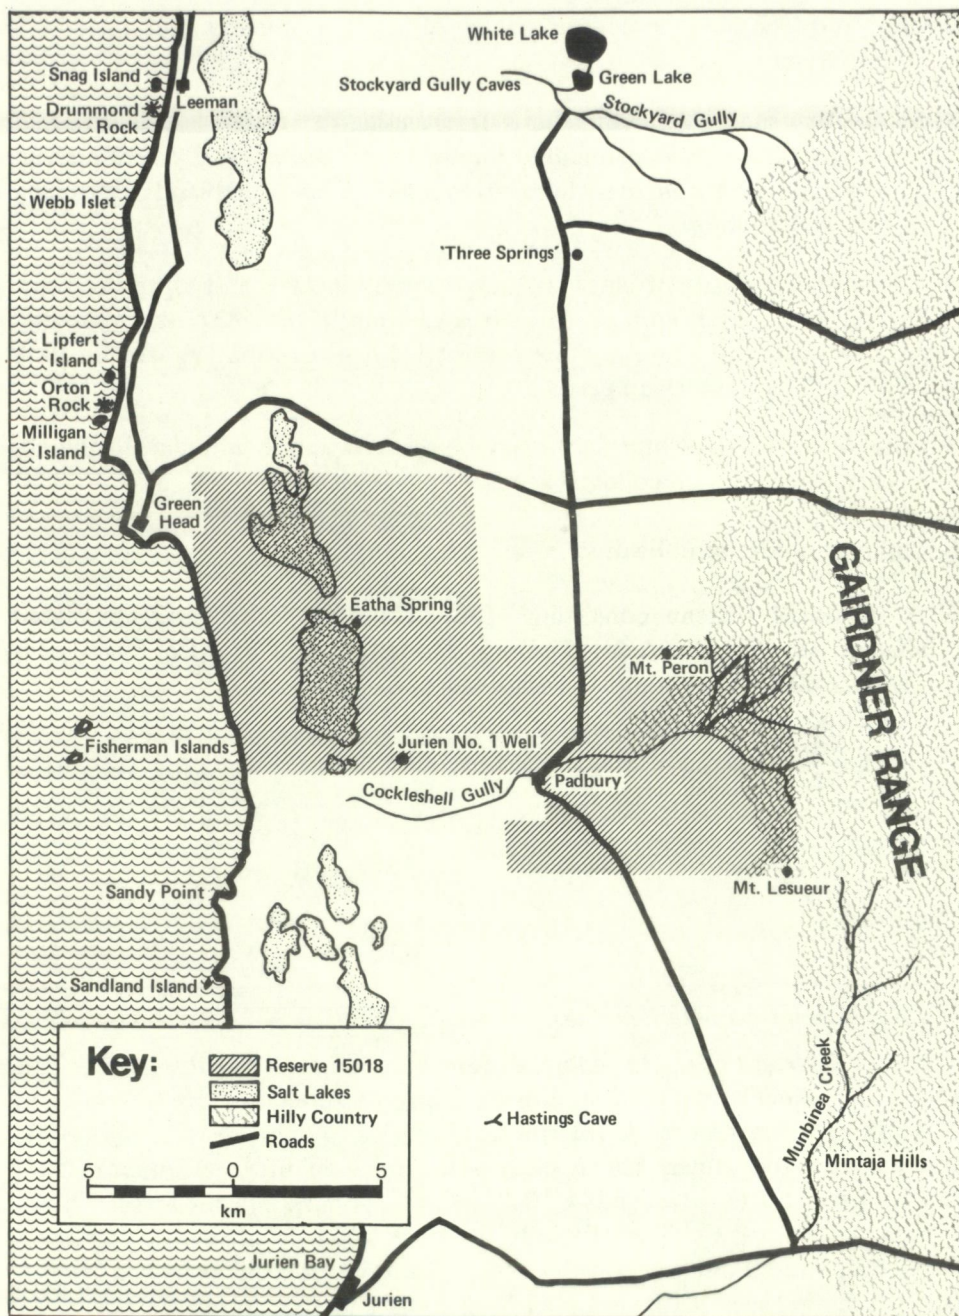 White Lake
Snag Island
Leeman
Stockyard Gully Caves
Green Lake
Drummond
Rock
Stockyard Gully
Webb Islet
'Three Springs'
Lipfert
Island
Orton
Rock
Milligan
Island
Green
Head
GAIRDNER RANGE
Eatha Spring
Mt. Peron
Fisherman Islands
Jurien No. 1 Well
Padbury
Cockleshell Gully
Sandy Point
Mt. Lesueur
Sandland Island
Key:
Reserve 15018
Salt Lakes
Hilly Country
Roads
5 0 5
km
Hastings Cave
Munbinea Creek
Mintaja Hills
Jurien Bay
Jurien